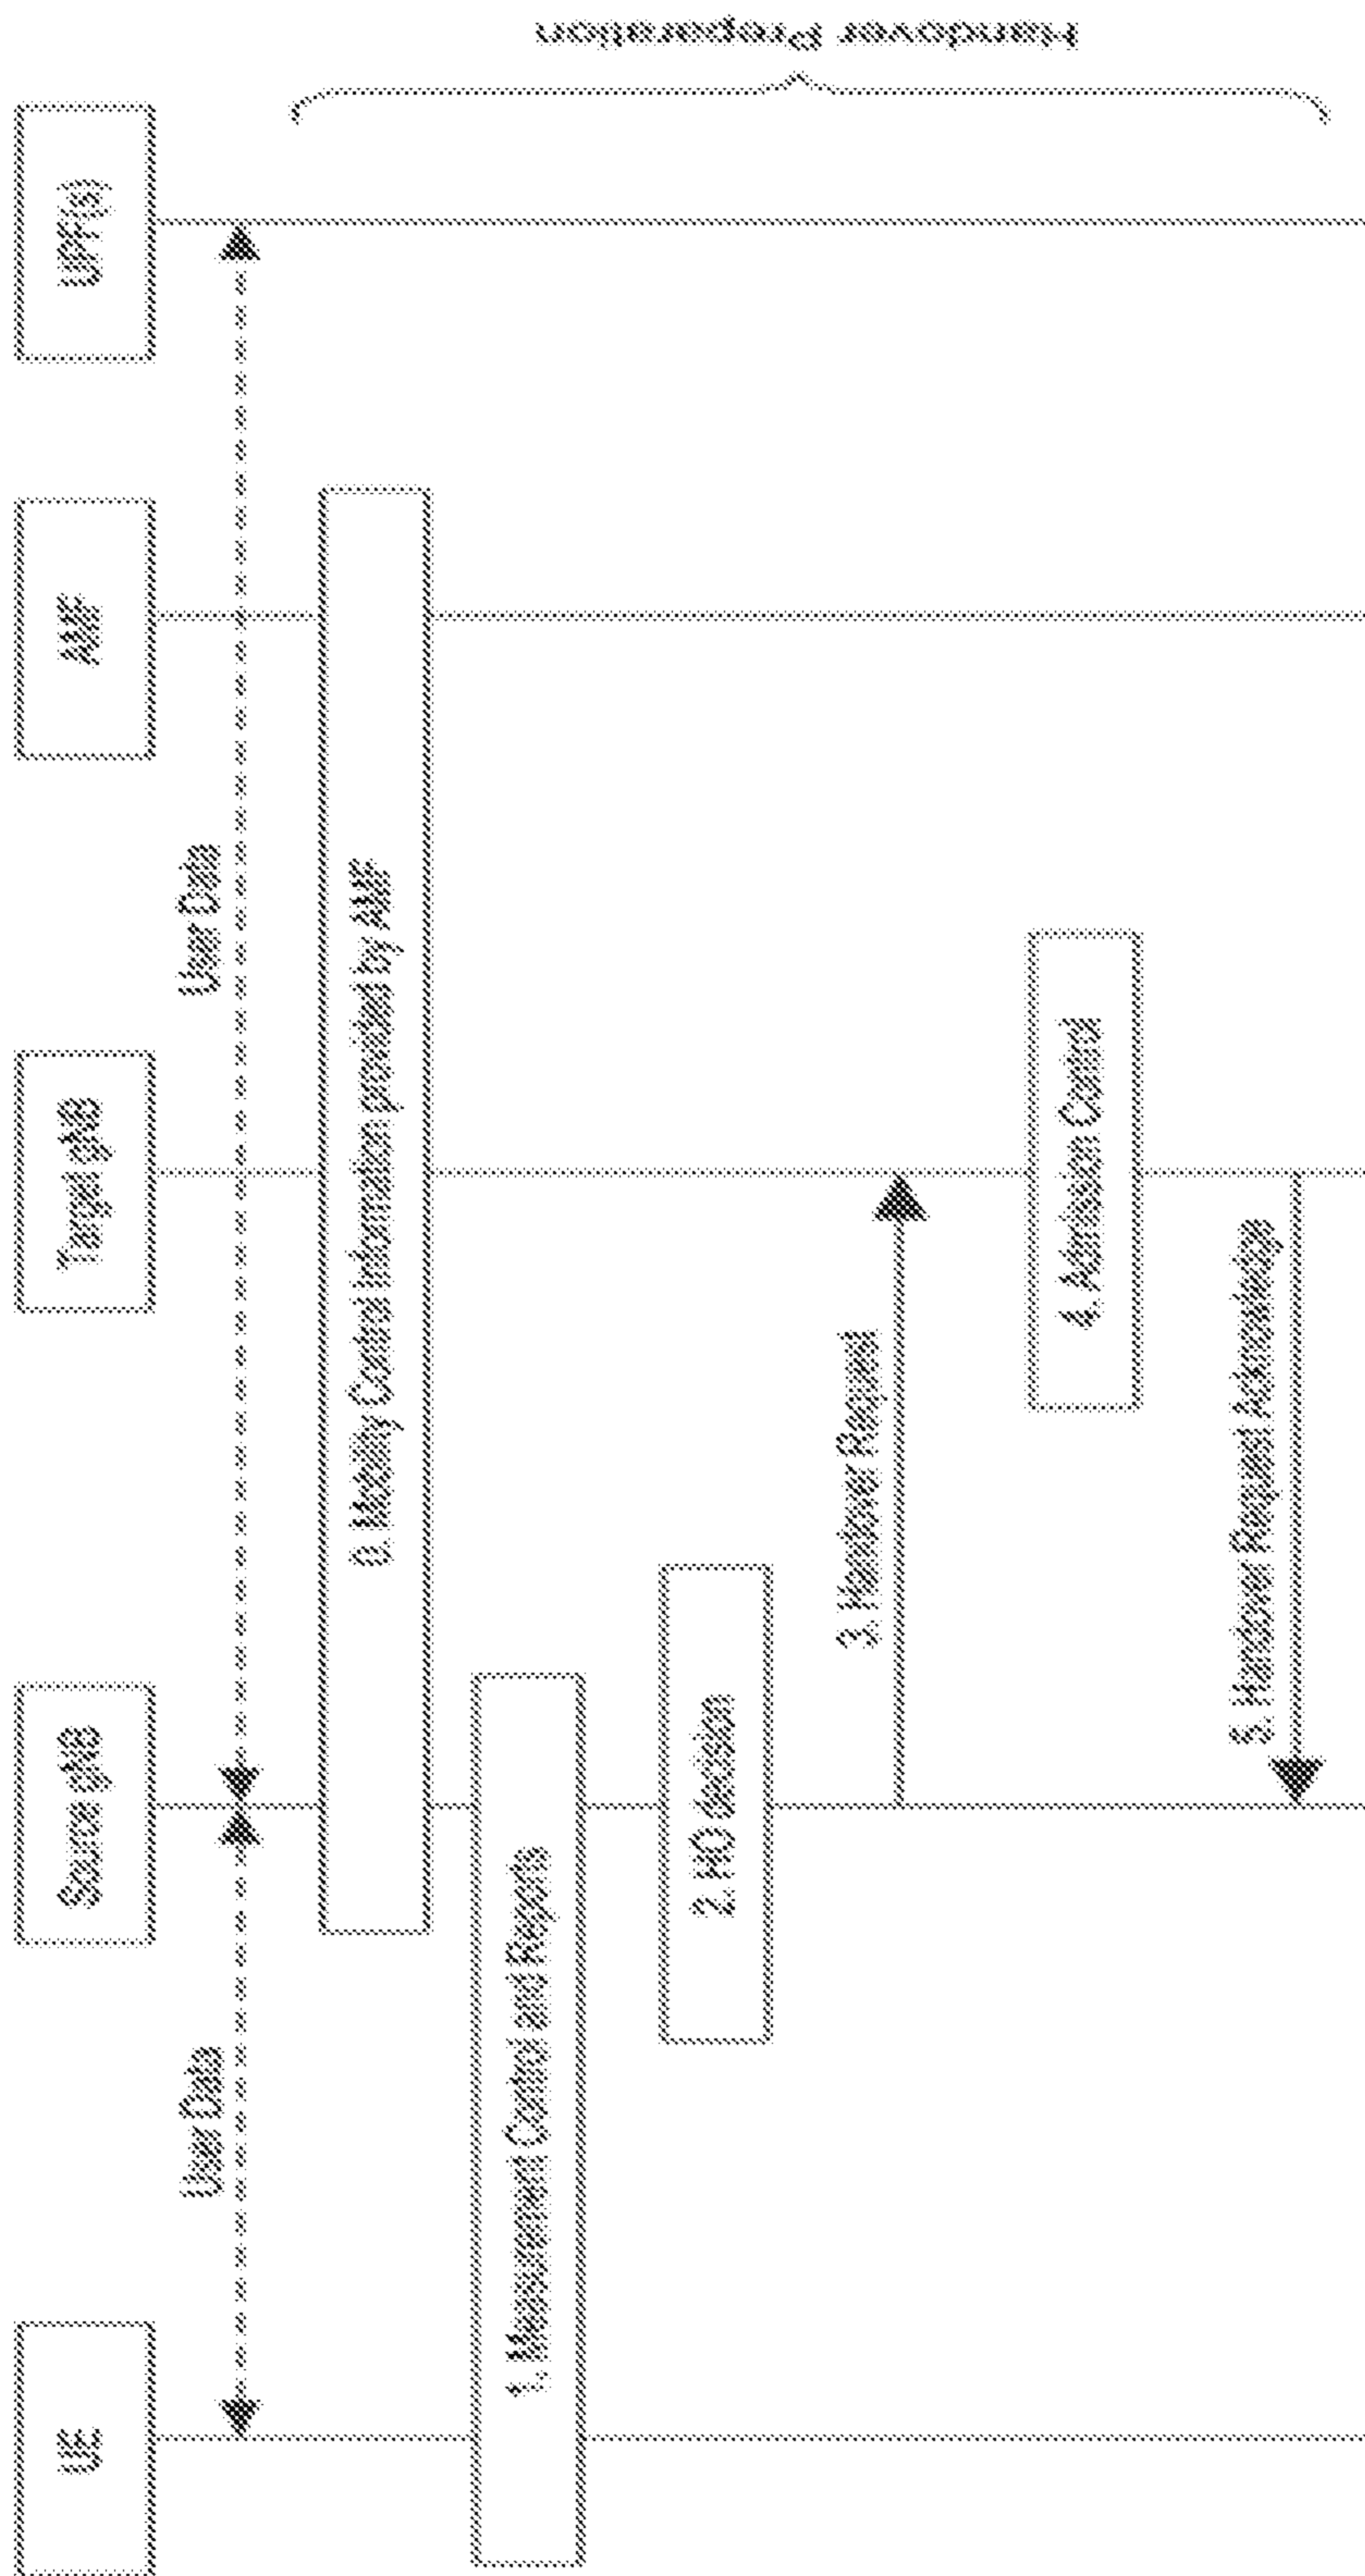 UE
Source gNB
Target gNB
AMF
UPF(s)
User Data
User Data
0. Mobility Control Information provided by AMF
1. Measurement Control and Reports
2. HO Decision
3. Handover Request
4. Admission Control
5. Handover Request Acknowledge
Handover Preparation